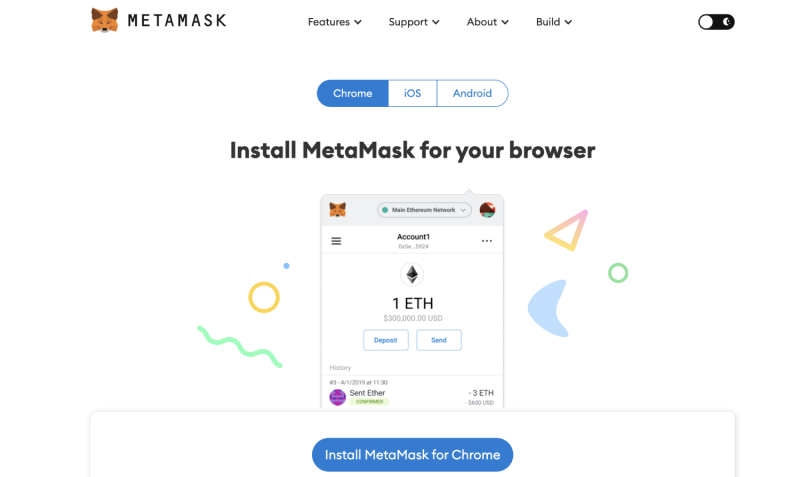 METAMASK
Features Support About Build
Chrome iOS Android
Install MetaMask for your browser
Main Ethereum Network
Account1
0x5e...5924
1 ETH
$300,000.00 USD
Deposit Send
History
#3 - 4/1/2019 at 11:30
Sent Ether - 3 ETH
CONFIRMED - $600 USD
Install MetaMask for Chrome